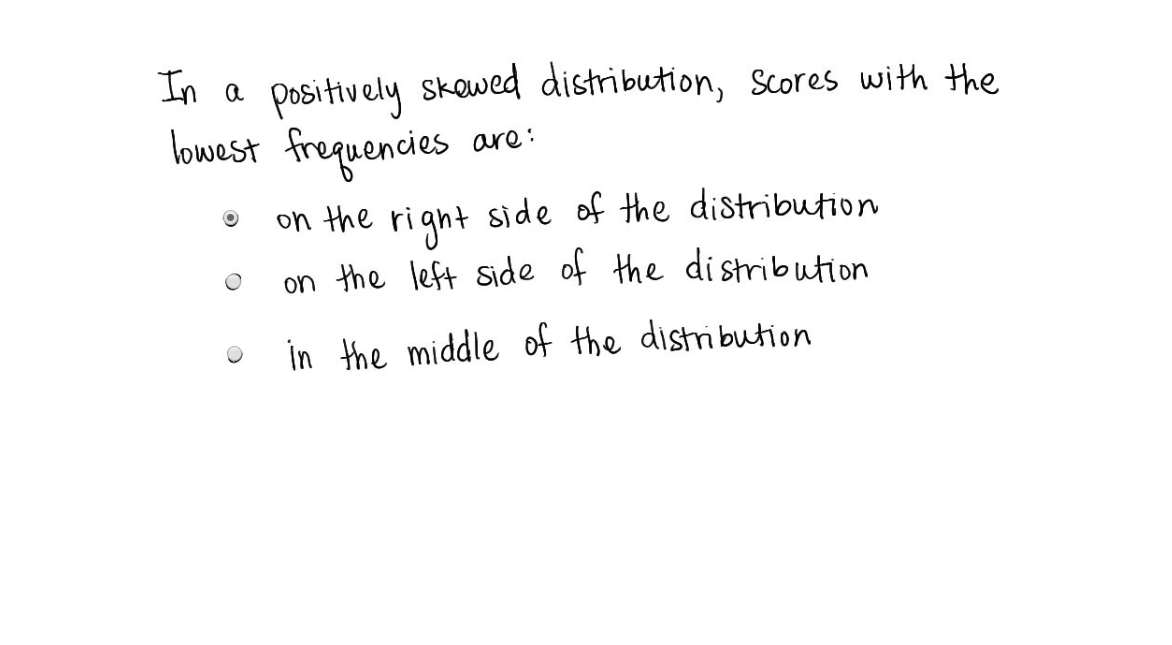 In a positively skewed distribution, scores with the
lowest frequencies are:
on the right side of the distribution
on the left side of the distribution
in the middle of the distribution